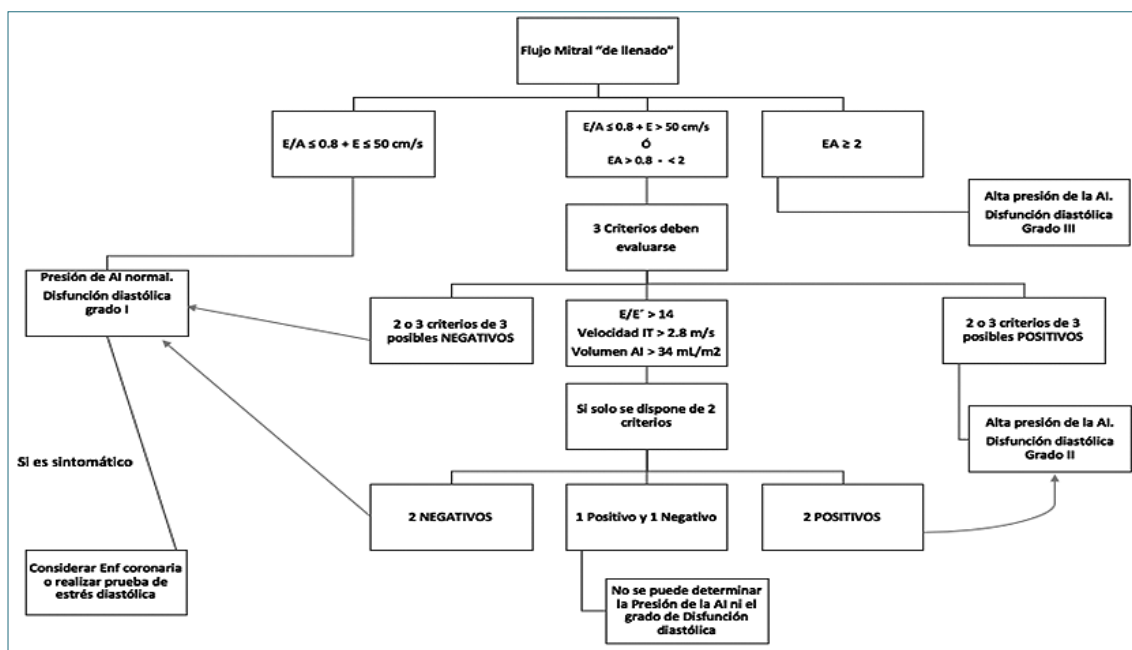 Flujo Mitral “de llenado”
E/A ≤ 0.8 + E ≤ 50 cm/s
E/A ≤ 0.8 + E > 50 cm/s
Ó
EA > 0.8 - < 2
EA ≥ 2
Alta presión de la AI.
Disfunción diastólica
Grado III
3 Criterios deben
evaluarse
Presión de AI normal.
Disfunción diastólica
grado I
2 o 3 criterios de 3
posibles NEGATIVOS
E/E´ > 14
Velocidad IT > 2.8 m/s
Volumen AI > 34 mL/m2
2 o 3 criterios de 3
posibles POSITIVOS
Si solo se dispone de 2
criterios
Alta presión de la AI.
Disfunción diastólica
Grado II
Si es sintomático
2 NEGATIVOS
1 Positivo y 1 Negativo
2 POSITIVOS
Considerar Enf coronaria
o realizar prueba de
estrés diastólica
No se puede determinar
la Presión de la AI ni el
grado de Disfunción
diastólica